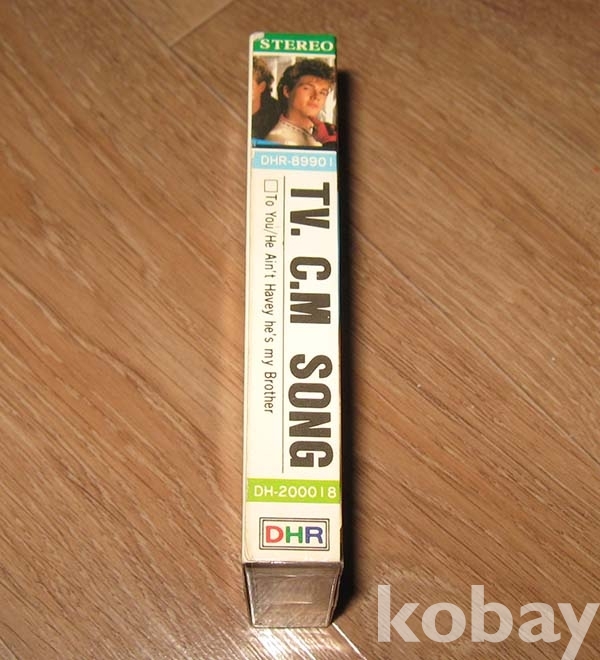 STEREO
DHR-89901
TV. C.M SONG
□To You/He Ain't Havey he's my Brother
DH-200018
DHR
kobay